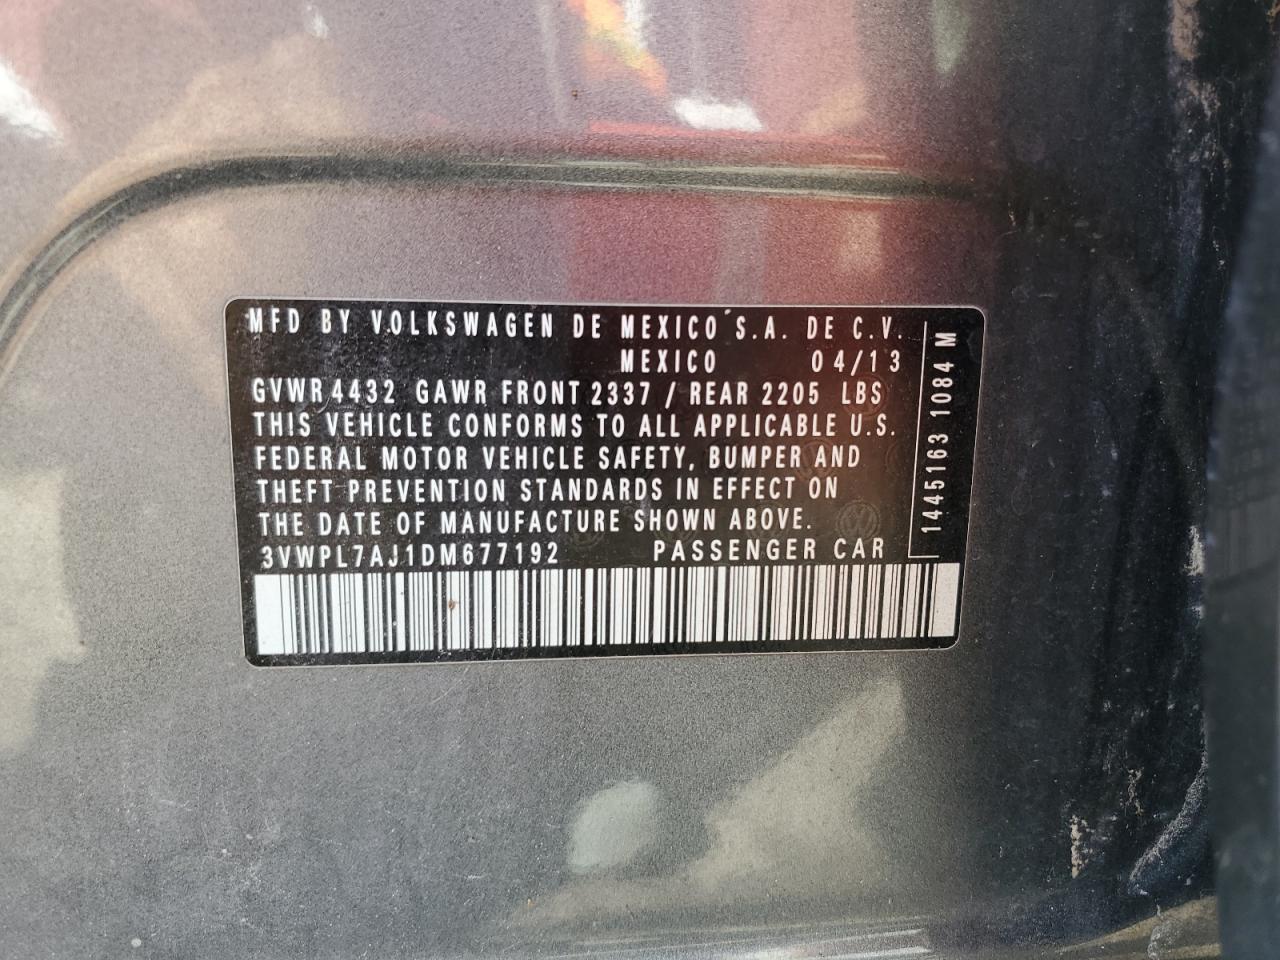 MFD BY VOLKSWAGEN DE MEXICO S.A. DE C.V.
MEXICO 04/13
GVWR 4432 GAWR FRONT 2337 / REAR 2205 LBS
THIS VEHICLE CONFORMS TO ALL APPLICABLE U.S.
FEDERAL MOTOR VEHICLE SAFETY, BUMPER AND
THEFT PREVENTION STANDARDS IN EFFECT ON
THE DATE OF MANUFACTURE SHOWN ABOVE.
3VWPL7AJ1DM677192 PASSENGER CAR
1445163 1084 M